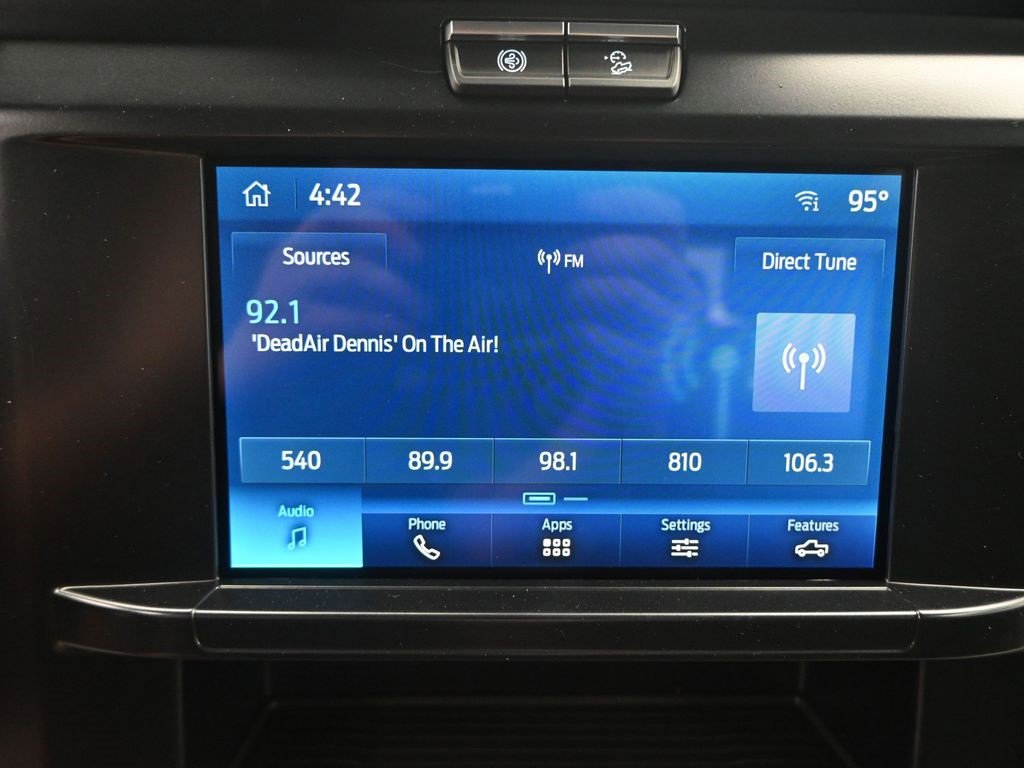 4:42
95°
Sources
FM
Direct Tune
92.1
'DeadAir Dennis' On The Air!
540 89.9 98.1 810 106.3
Audio Phone Apps Settings Features